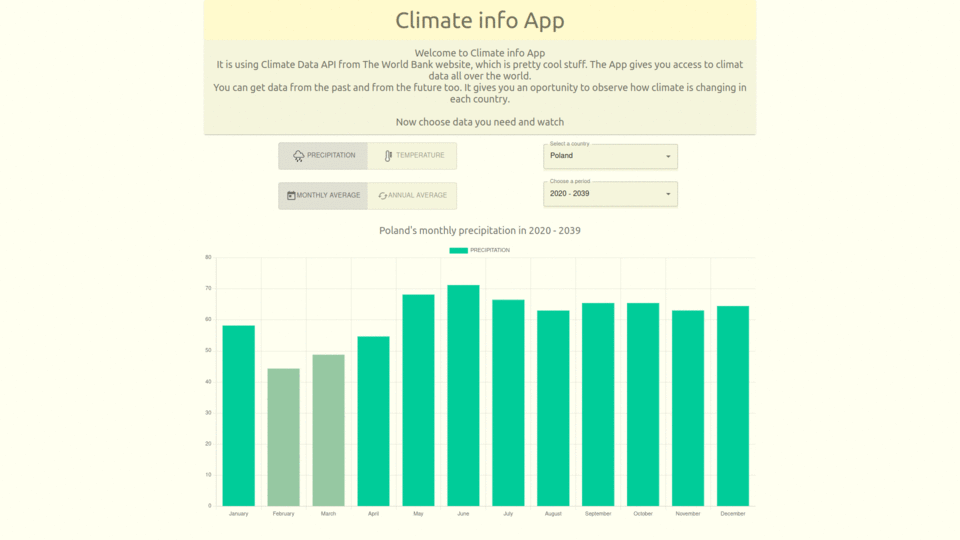 Climate info App
Welcome to Climate info App
It is using Climate Data API from The World Bank website, which is pretty cool stuff. The App gives you access to climat
data all over the world.
You can get data from the past and from the future too. It gives you an oportunity to observe how climate is changing in
each country.
Now choose data you need and watch
PRECIPITATION TEMPERATURE
Select a country
Poland
MONTHLY AVERAGE ANNUAL AVERAGE
Choose a period
2020 - 2039
Poland's monthly precipitation in 2020 - 2039
PRECIPITATION
80
70
60
50
40
30
20
10
0
January February March April May June July August September October November December